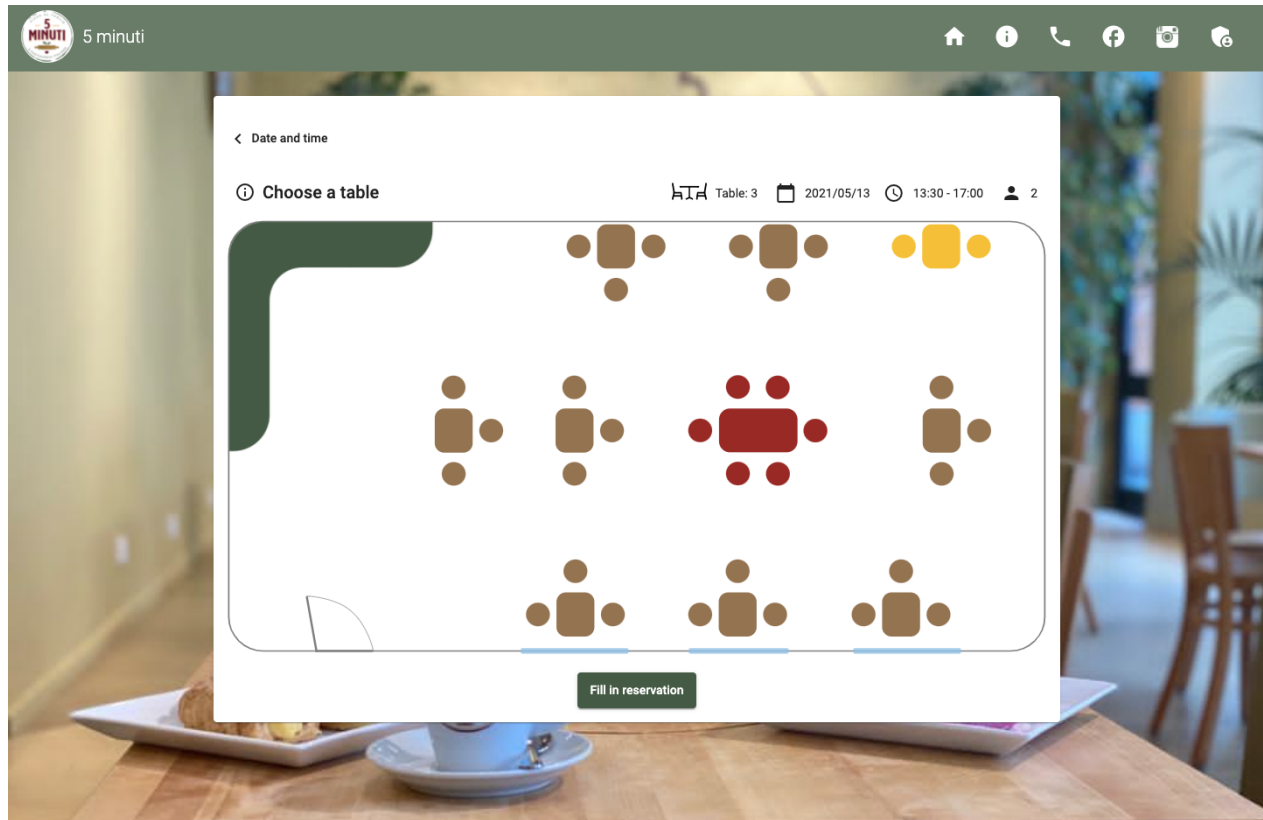 5
MINUTI
5 minuti
Date and time
Choose a table
Table: 3
2021/05/13
13:30 - 17:00
2
Fill in reservation